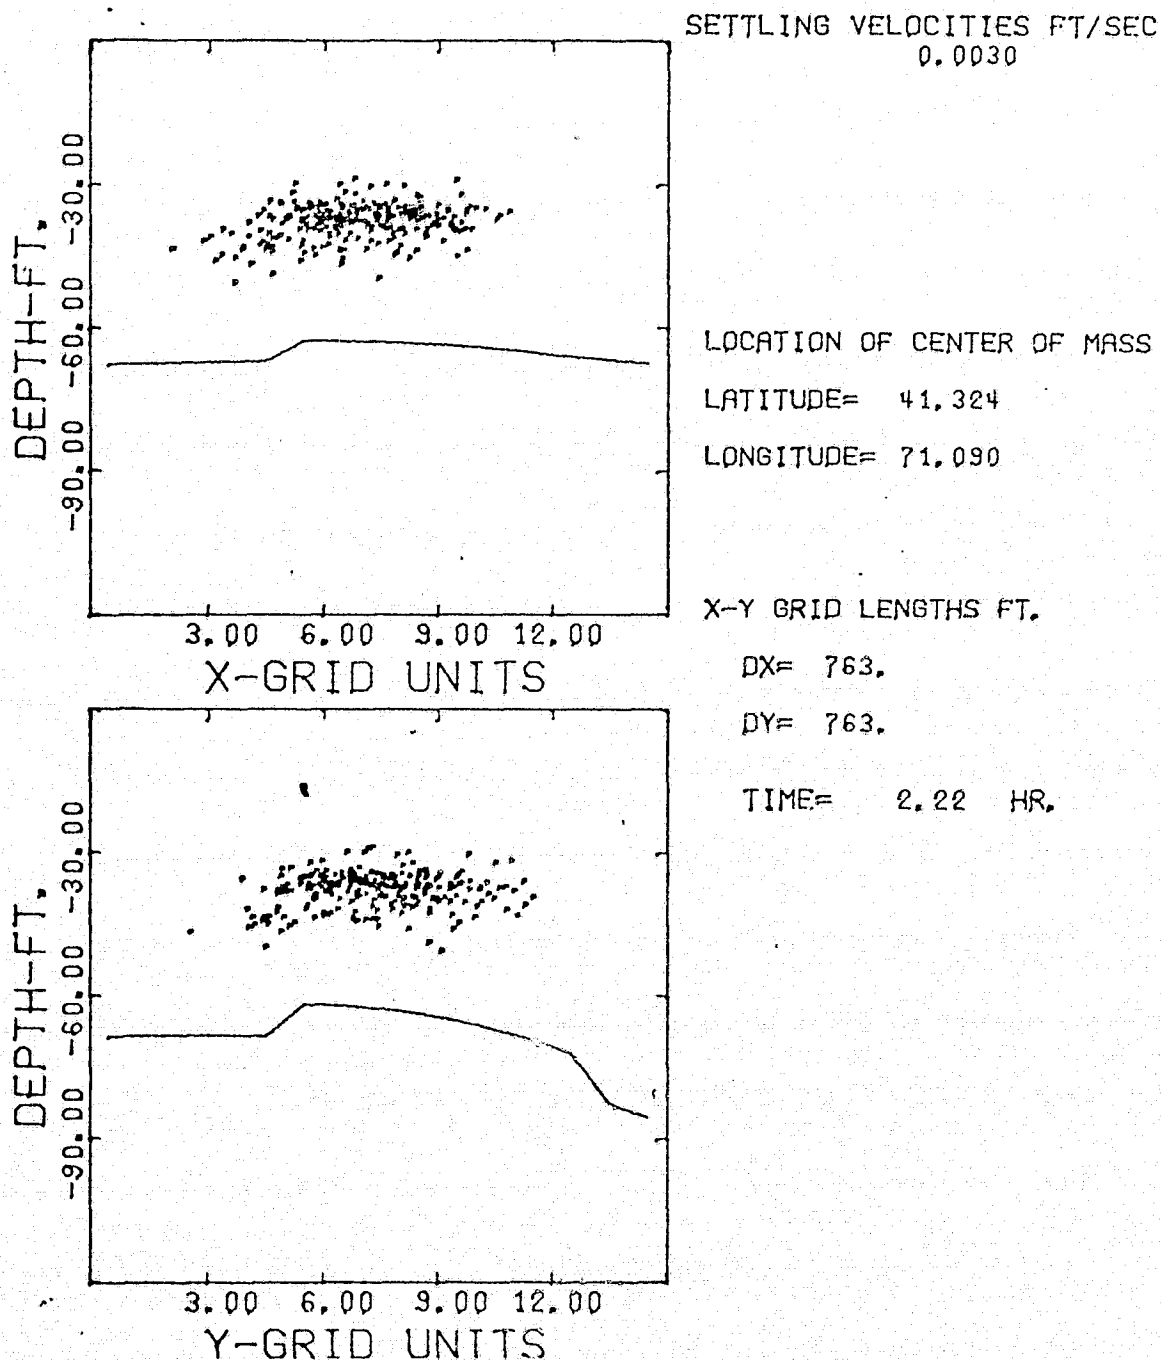 SETTLING VELOCITIES FT/SEC
0.0030
DEPTH-FT.
-30.00
-60.00
-90.00
3.00 6.00 9.00 12.00
X-GRID UNITS
LOCATION OF CENTER OF MASS
LATITUDE= 41.324
LONGITUDE= 71.090
X-Y GRID LENGTHS FT.
DX= 763.
DY= 763.
TIME= 2.22 HR.
DEPTH-FT.
-30.00
-60.00
-90.00
3.00 6.00 9.00 12.00
Y-GRID UNITS